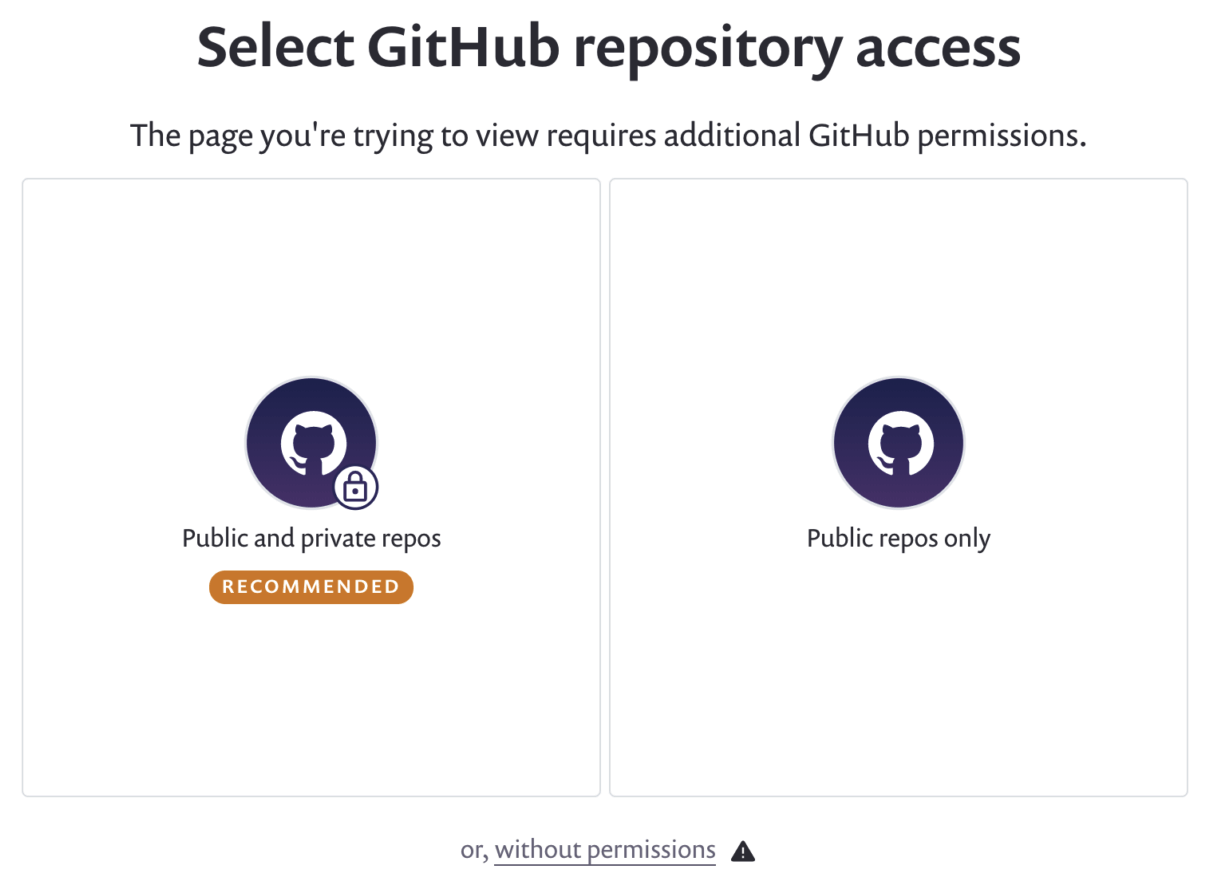 Select GitHub repository access
The page you're trying to view requires additional GitHub permissions.
Public and private repos
RECOMMENDED
Public repos only
or, without permissions